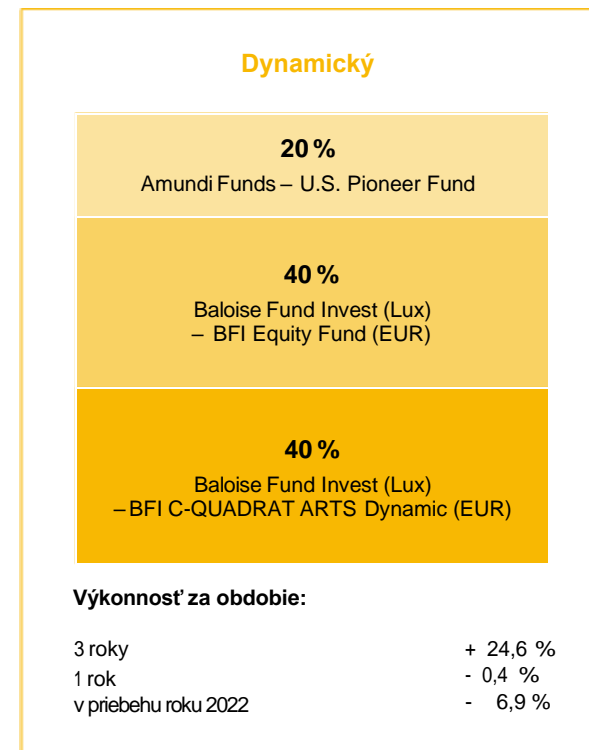 Dynamický
20 %
Amundi Funds – U.S. Pioneer Fund
40 %
Baloise Fund Invest (Lux)
– BFI Equity Fund (EUR)
40 %
Baloise Fund Invest (Lux)
– BFI C-QUADRAT ARTS Dynamic (EUR)
Výkonnosť za obdobie:
3 roky + 24,6 %
1 rok - 0,4 %
v priebehu roku 2022 - 6,9 %